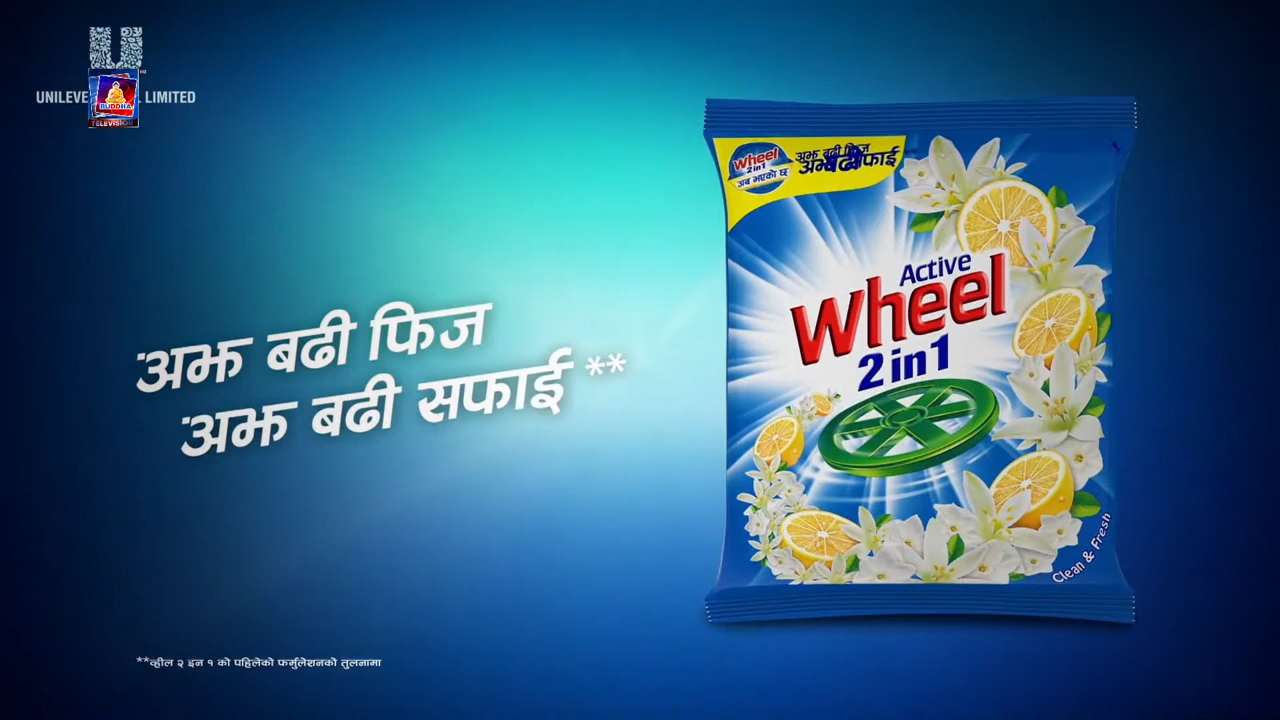 UNILEVE LIMITED
BUDDHA
TELEVISION
अझ बढी फिज
अझ बढी सफाई **
**व्हील २ इन १ को पहिलेको फर्मुलेशनको तुलनामा
Wheel
2 in 1
अब भएको छ
अझ बढी फिज
अझ बढी सफाई
Active
Wheel
2 in 1
Clean & Fresh